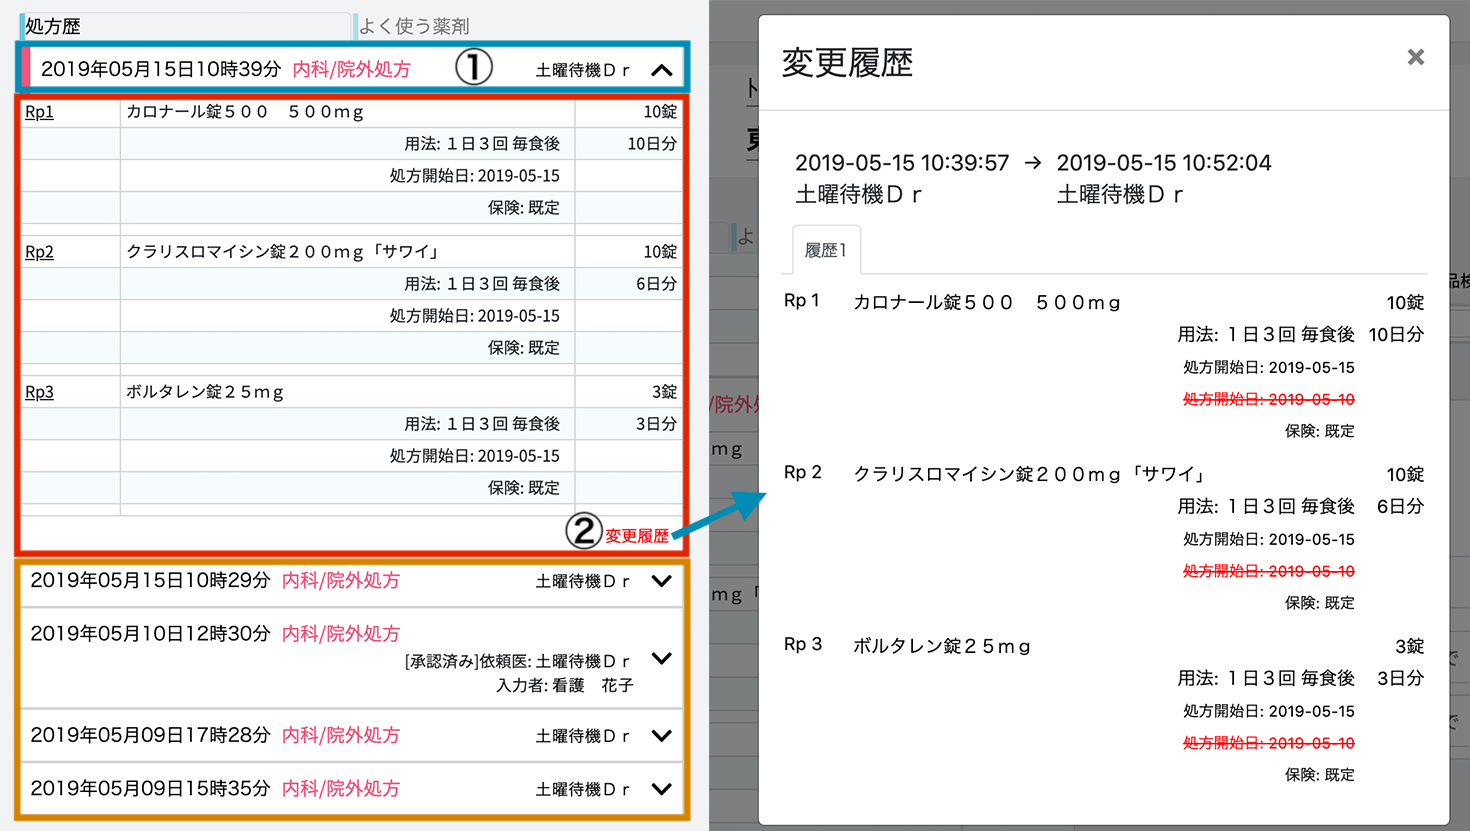 処方歴
よく使う薬剤
2019年05月15日10時39分 内科/院外処方 ① 土曜待機Ｄｒ
Rp1 カロナール錠５００　５００ｍｇ 10錠
用法: １日３回 毎食後 10日分
処方開始日: 2019-05-15
保険: 既定
Rp2 クラリスロマイシン錠２００ｍｇ「サワイ」 10錠
用法: １日３回 毎食後 6日分
処方開始日: 2019-05-15
保険: 既定
Rp3 ボルタレン錠２５ｍｇ 3錠
用法: １日３回 毎食後 3日分
処方開始日: 2019-05-15
保険: 既定
② 変更履歴
2019年05月15日10時29分 内科/院外処方 土曜待機Ｄｒ
2019年05月10日12時30分 内科/院外処方
[承認済み]依頼医: 土曜待機Ｄｒ
入力者: 看護　花子
2019年05月09日17時28分 内科/院外処方 土曜待機Ｄｒ
2019年05月09日15時35分 内科/院外処方 土曜待機Ｄｒ
よ
/院外
ｍｇ
ｍｇ「
品検
で
変更履歴 ×
2019-05-15 10:39:57 → 2019-05-15 10:52:04
土曜待機Ｄｒ 土曜待機Ｄｒ
履歴1
Rp 1 カロナール錠５００　５００ｍｇ 10錠
用法: １日３回 毎食後 10日分
処方開始日: 2019-05-15
処方開始日: 2019-05-10
保険: 既定
Rp 2 クラリスロマイシン錠２００ｍｇ「サワイ」 10錠
用法: １日３回 毎食後 6日分
処方開始日: 2019-05-15
処方開始日: 2019-05-10
保険: 既定
Rp 3 ボルタレン錠２５ｍｇ 3錠
用法: １日３回 毎食後 3日分
処方開始日: 2019-05-15
処方開始日: 2019-05-10
保険: 既定